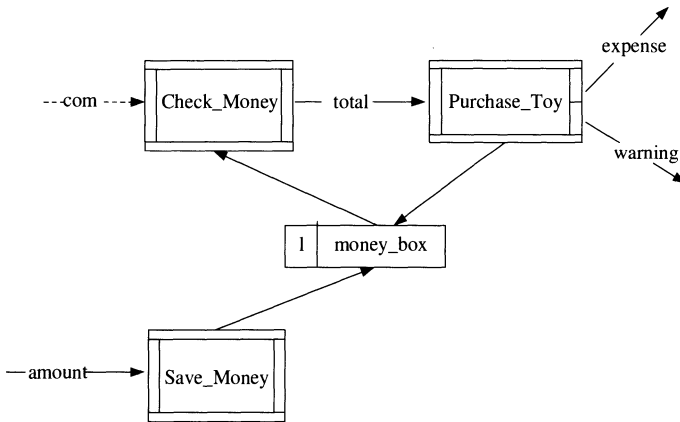 expense
com
Check_Money
total
Purchase_Toy
warning
1
money_box
amount
Save_Money